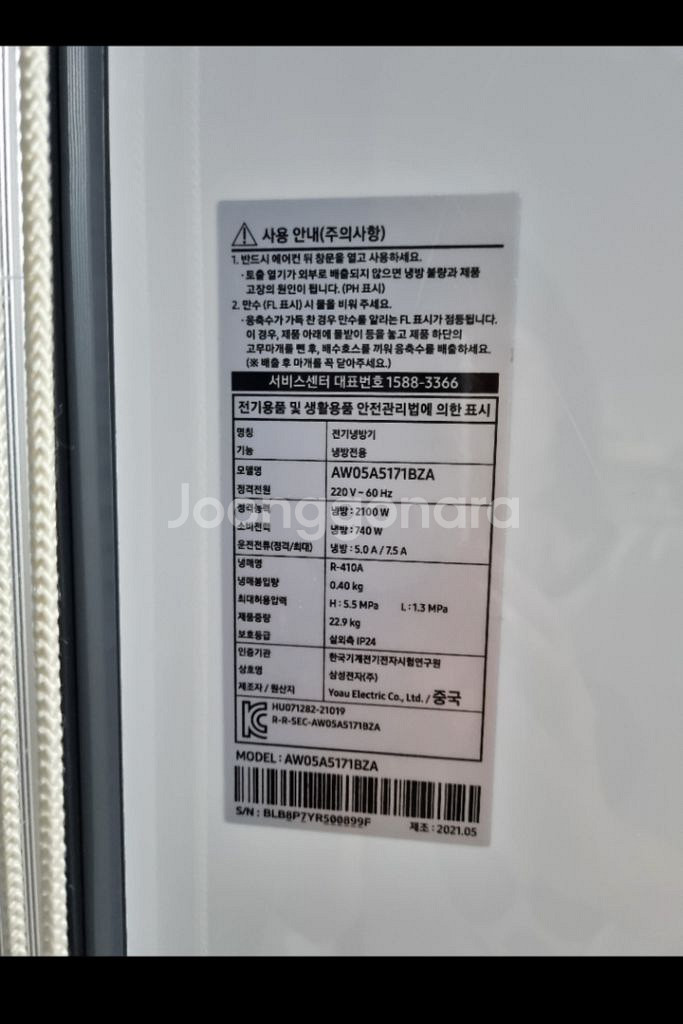 사용 안내(주의사항)
1. 반드시 에어컨 뒤 창문을 열고 사용하세요.
· 토출 열기가 외부로 배출되지 않으면 냉방 불량과 제품
고장의 원인이 됩니다. (PH 표시)
2. 만수 (FL 표시) 시 물을 비워 주세요.
· 응축수가 가득 찬 경우 만수를 알리는 FL 표시가 점등됩니다.
이 경우, 제품 아래에 물받이 등을 놓고 제품 하단의
고무마개를 뺀 후, 배수호스를 끼워 응축수를 배출하세요.
(※ 배출 후 마개를 꼭 닫아주세요.)
서비스센터 대표번호 1588-3366
전기용품 및 생활용품 안전관리법에 의한 표시
명칭 전기냉방기
기능 냉방전용
모델명 AW05A5171BZA
정격전원 220 V ~ 60 Hz
정격능력 냉방 : 2100 W
소비전력 냉방 : 740 W
Joonggonara
운전전류(정격/최대) 냉방 : 5.0 A / 7.5 A
냉매명 R-410A
냉매봉입량 0.40 kg
최대허용압력 H : 5.5 MPa L : 1.3 MPa
제품중량 22.9 kg
보호등급 실외측 IP24
인증기관 한국기계전기전자시험연구원
상호명 삼성전자(주)
제조자 / 원산지 Yoau Electric Co., Ltd. / 중국
HU071282-21019
R-R-SEC-AW05A5171BZA
MODEL : AW05A5171BZA
S/N : BLB8PZYR500899F
제조 : 2021.05